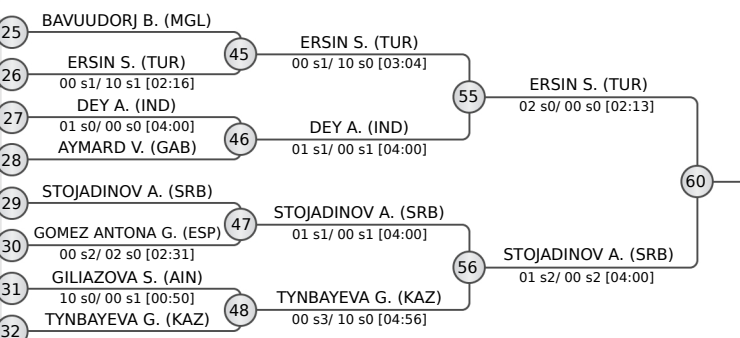 25
BAVUUDORJ B. (MGL)
26
ERSIN S. (TUR)
00 s1/ 10 s1 [02:16]
27
DEY A. (IND)
01 s0/ 00 s0 [04:00]
28
AYMARD V. (GAB)
29
STOJADINOV A. (SRB)
30
GOMEZ ANTONA G. (ESP)
00 s2/ 02 s0 [02:31]
31
GILIAZOVA S. (AIN)
10 s0/ 00 s1 [00:50]
32
TYNBAYEVA G. (KAZ)
45
ERSIN S. (TUR)
00 s1/ 10 s0 [03:04]
46
DEY A. (IND)
01 s1/ 00 s1 [04:00]
47
STOJADINOV A. (SRB)
01 s1/ 00 s1 [04:00]
48
TYNBAYEVA G. (KAZ)
00 s3/ 10 s0 [04:56]
55
ERSIN S. (TUR)
02 s0/ 00 s0 [02:13]
56
STOJADINOV A. (SRB)
01 s2/ 00 s2 [04:00]
60